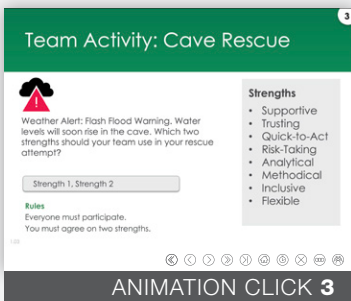 3
Team Activity: Cave Rescue
Weather Alert: Flash Flood Warning. Water
levels will soon rise in the cave. Which two
strengths should your team use in your rescue
attempt?
Strength 1, Strength 2
Rules
Everyone must participate.
You must agree on two strengths.
Strengths
• Supportive
• Trusting
• Quick-to-Act
• Risk-Taking
• Analytical
• Methodical
• Inclusive
• Flexible
ANIMATION CLICK 3